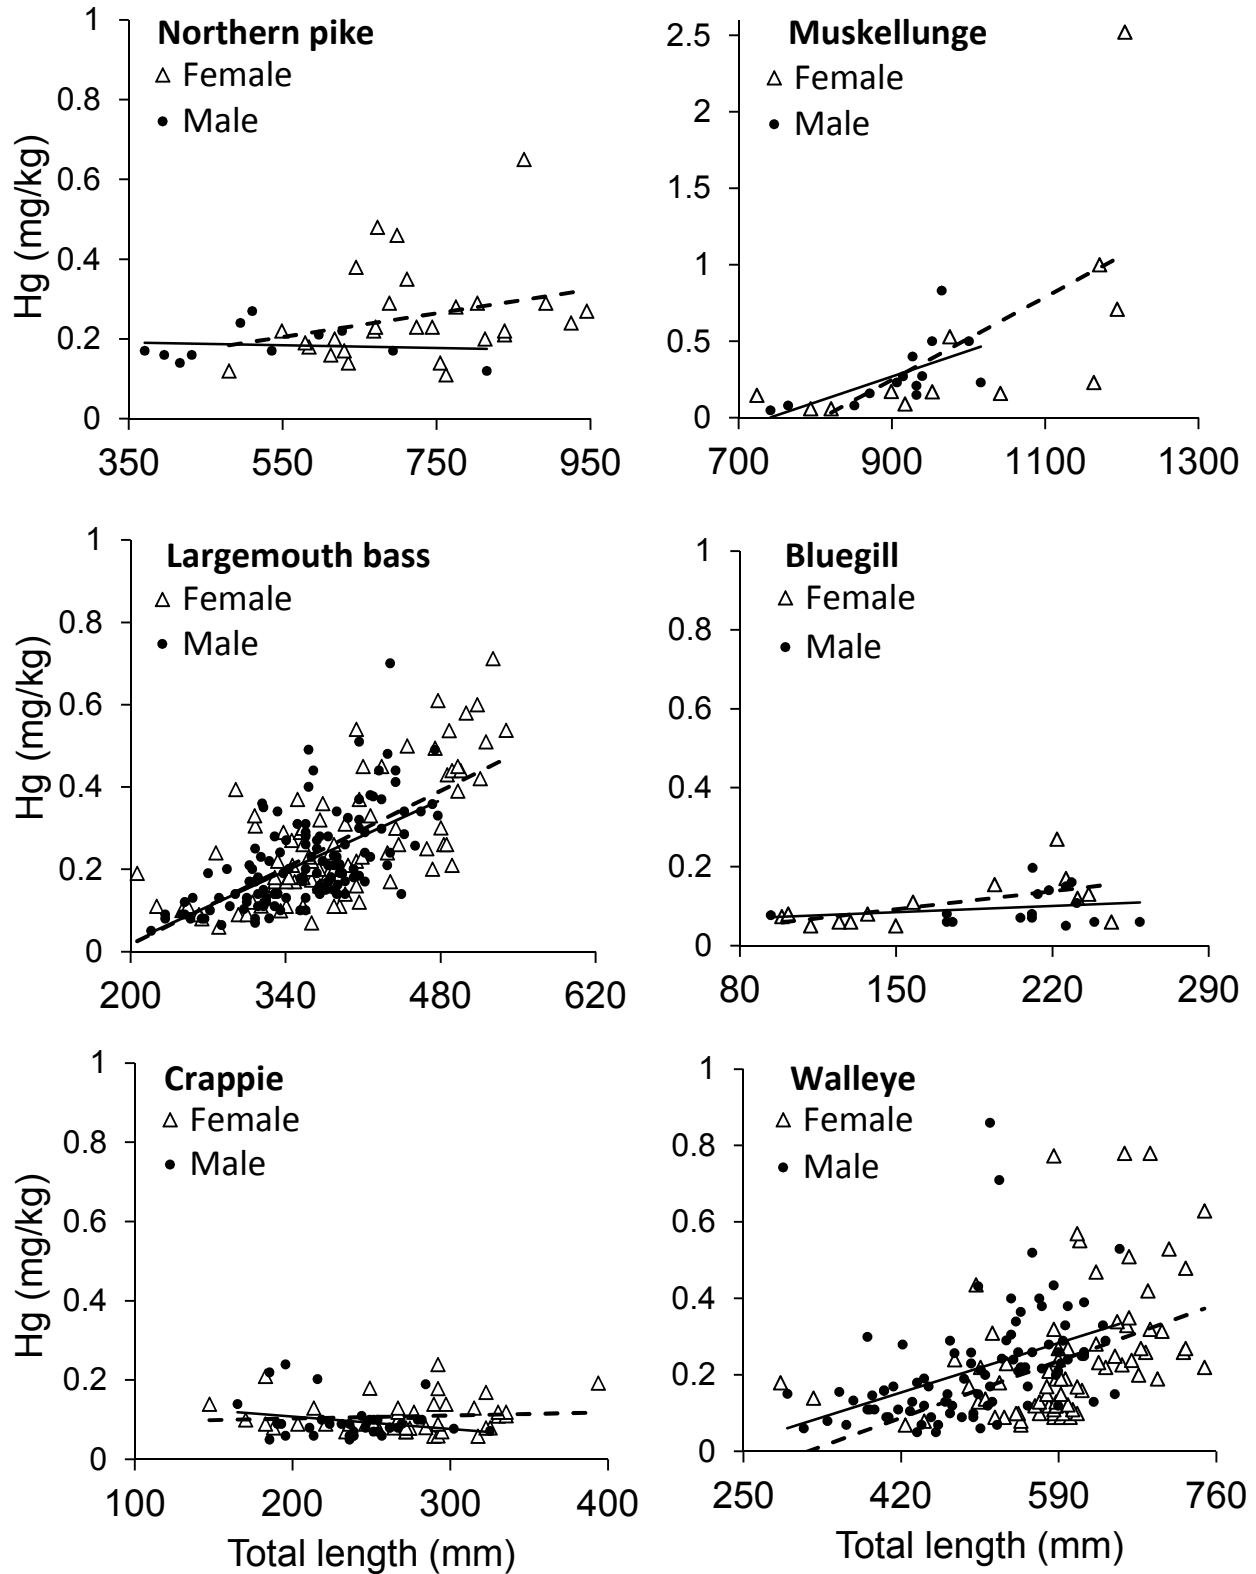 Northern pike
Female
Male
Hg (mg/kg)
1
0.8
0.6
0.4
0.2
0
350 550 750 950
Muskellunge
Female
Male
2.5
2
1.5
1
0.5
0
700 900 1100 1300
Largemouth bass
Female
Male
Hg (mg/kg)
1
0.8
0.6
0.4
0.2
0
200 340 480 620
Bluegill
Female
Male
1
0.8
0.6
0.4
0.2
0
80 150 220 290
Crappie
Female
Male
Hg (mg/kg)
1
0.8
0.6
0.4
0.2
0
100 200 300 400
Total length (mm)
Walleye
Female
Male
1
0.8
0.6
0.4
0.2
0
250 420 590 760
Total length (mm)